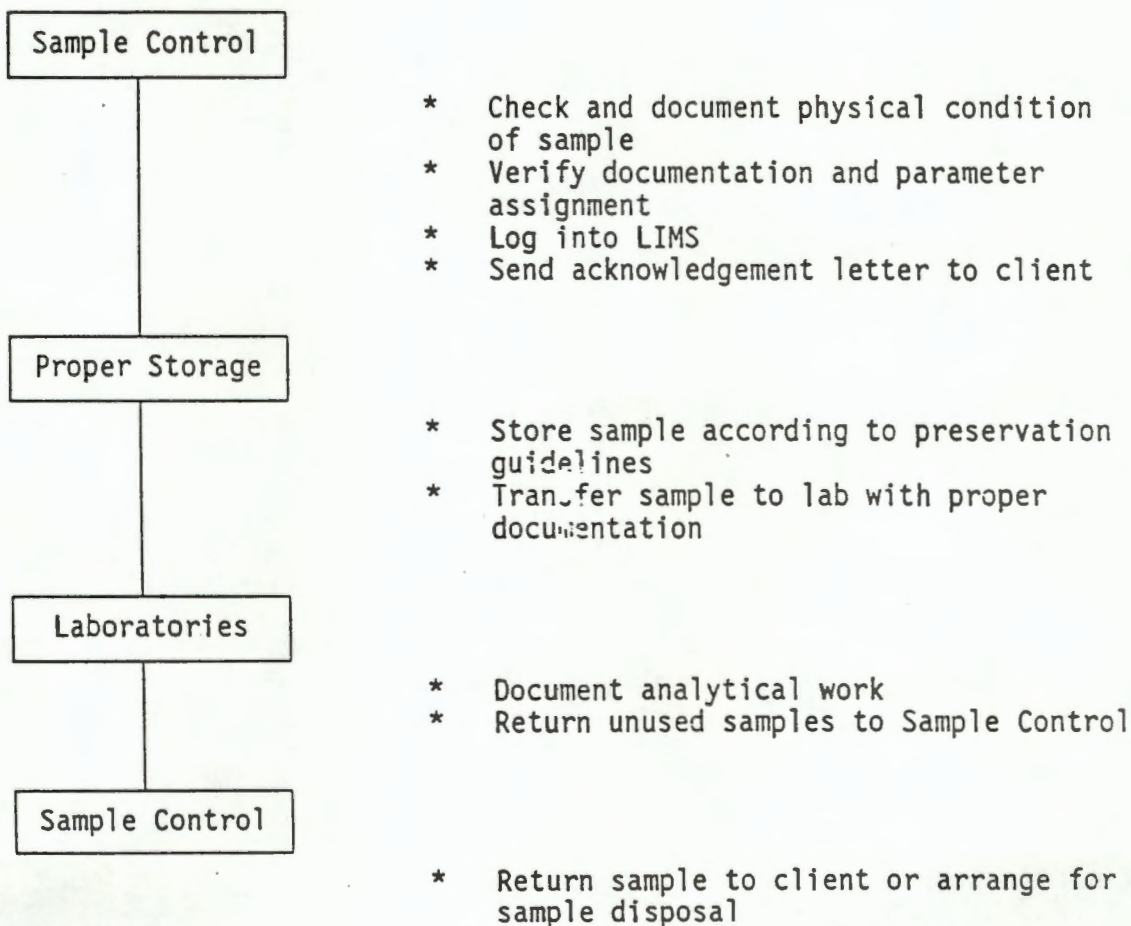 Sample Control
* Check and document physical condition
of sample
* Verify documentation and parameter
assignment
* Log into LIMS
* Send acknowledgement letter to client
Proper Storage
* Store sample according to preservation
guidelines
* Transfer sample to lab with proper
documentation
Laboratories
* Document analytical work
* Return unused samples to Sample Control
Sample Control
* Return sample to client or arrange for
sample disposal